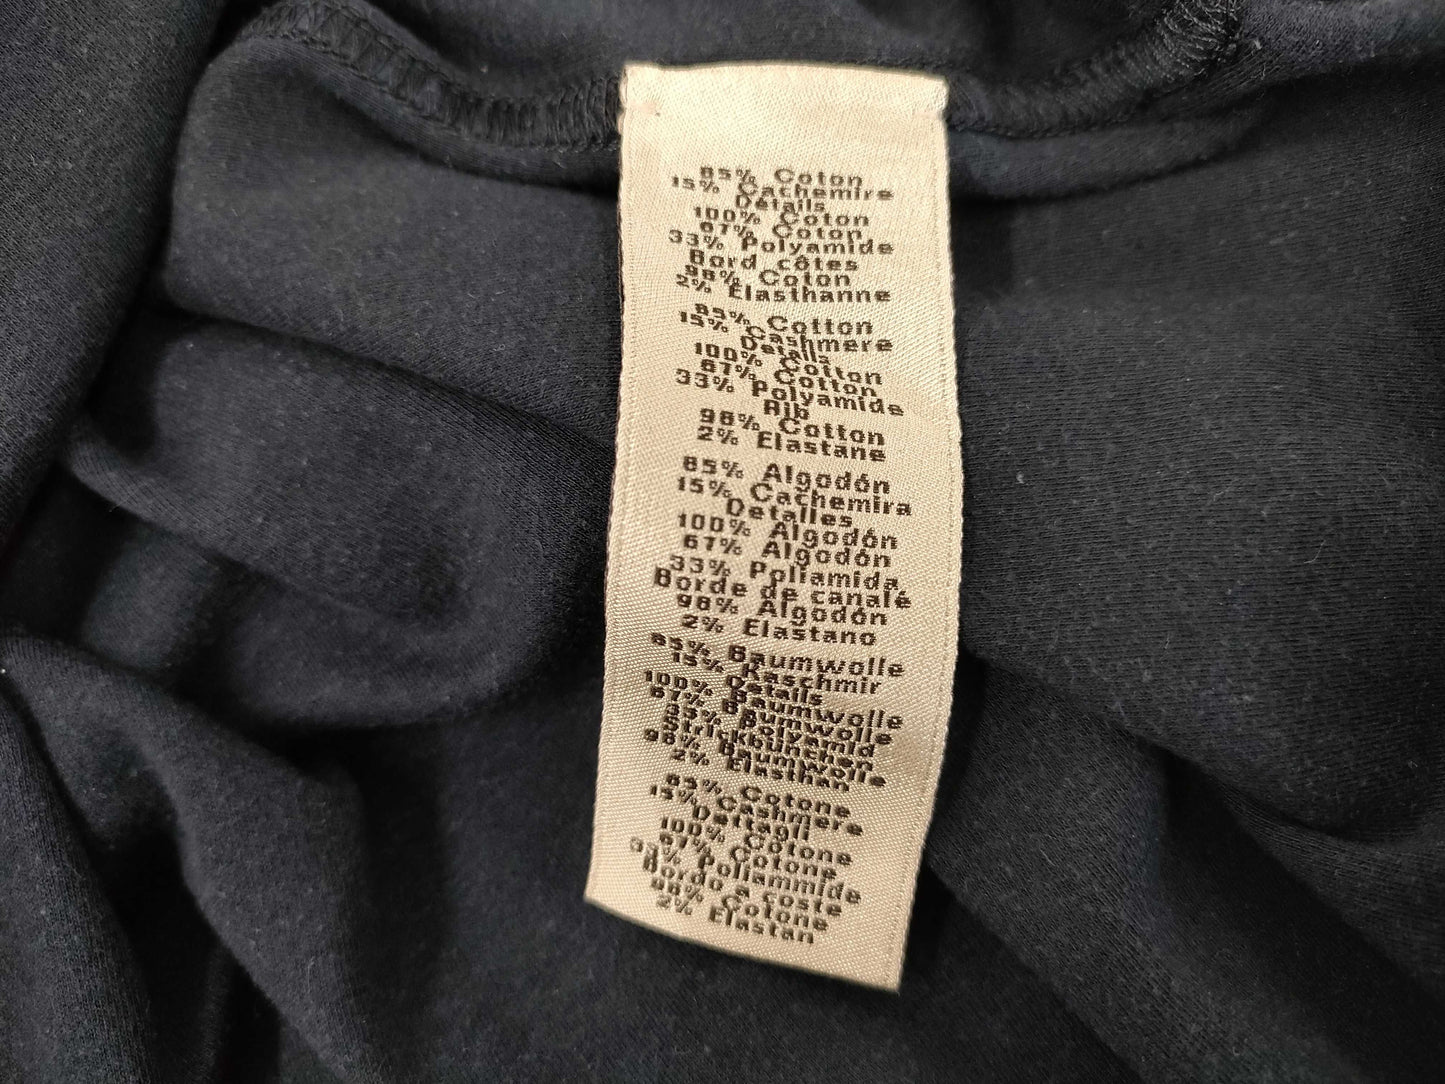 85% Coton
15% Cachemire
Détails
100% Coton
67% Coton
33% Polyamide
Bord côtes
98% Coton
2% Elasthanne
85% Cotton
15% Cashmere
Details
100% Cotton
67% Cotton
33% Polyamide
Rib
98% Cotton
2% Elastane
85% Algodón
15% Cachemira
Detalles
100% Algodón
67% Algodón
33% Poliamida
Borde de canalé
98% Algodón
2% Elastano
85% Baumwolle
15% Kaschmir
Details
100% Baumwolle
67% Baumwolle
33% Polyamid
Strickbünchen
98% Baumwolle
2% Elasthan
85% Cotone
15% Cashmere
Dettagli
100% Cotone
67% Cotone
33% Poliammide
Bordo a coste
98% Cotone
2% Elastan